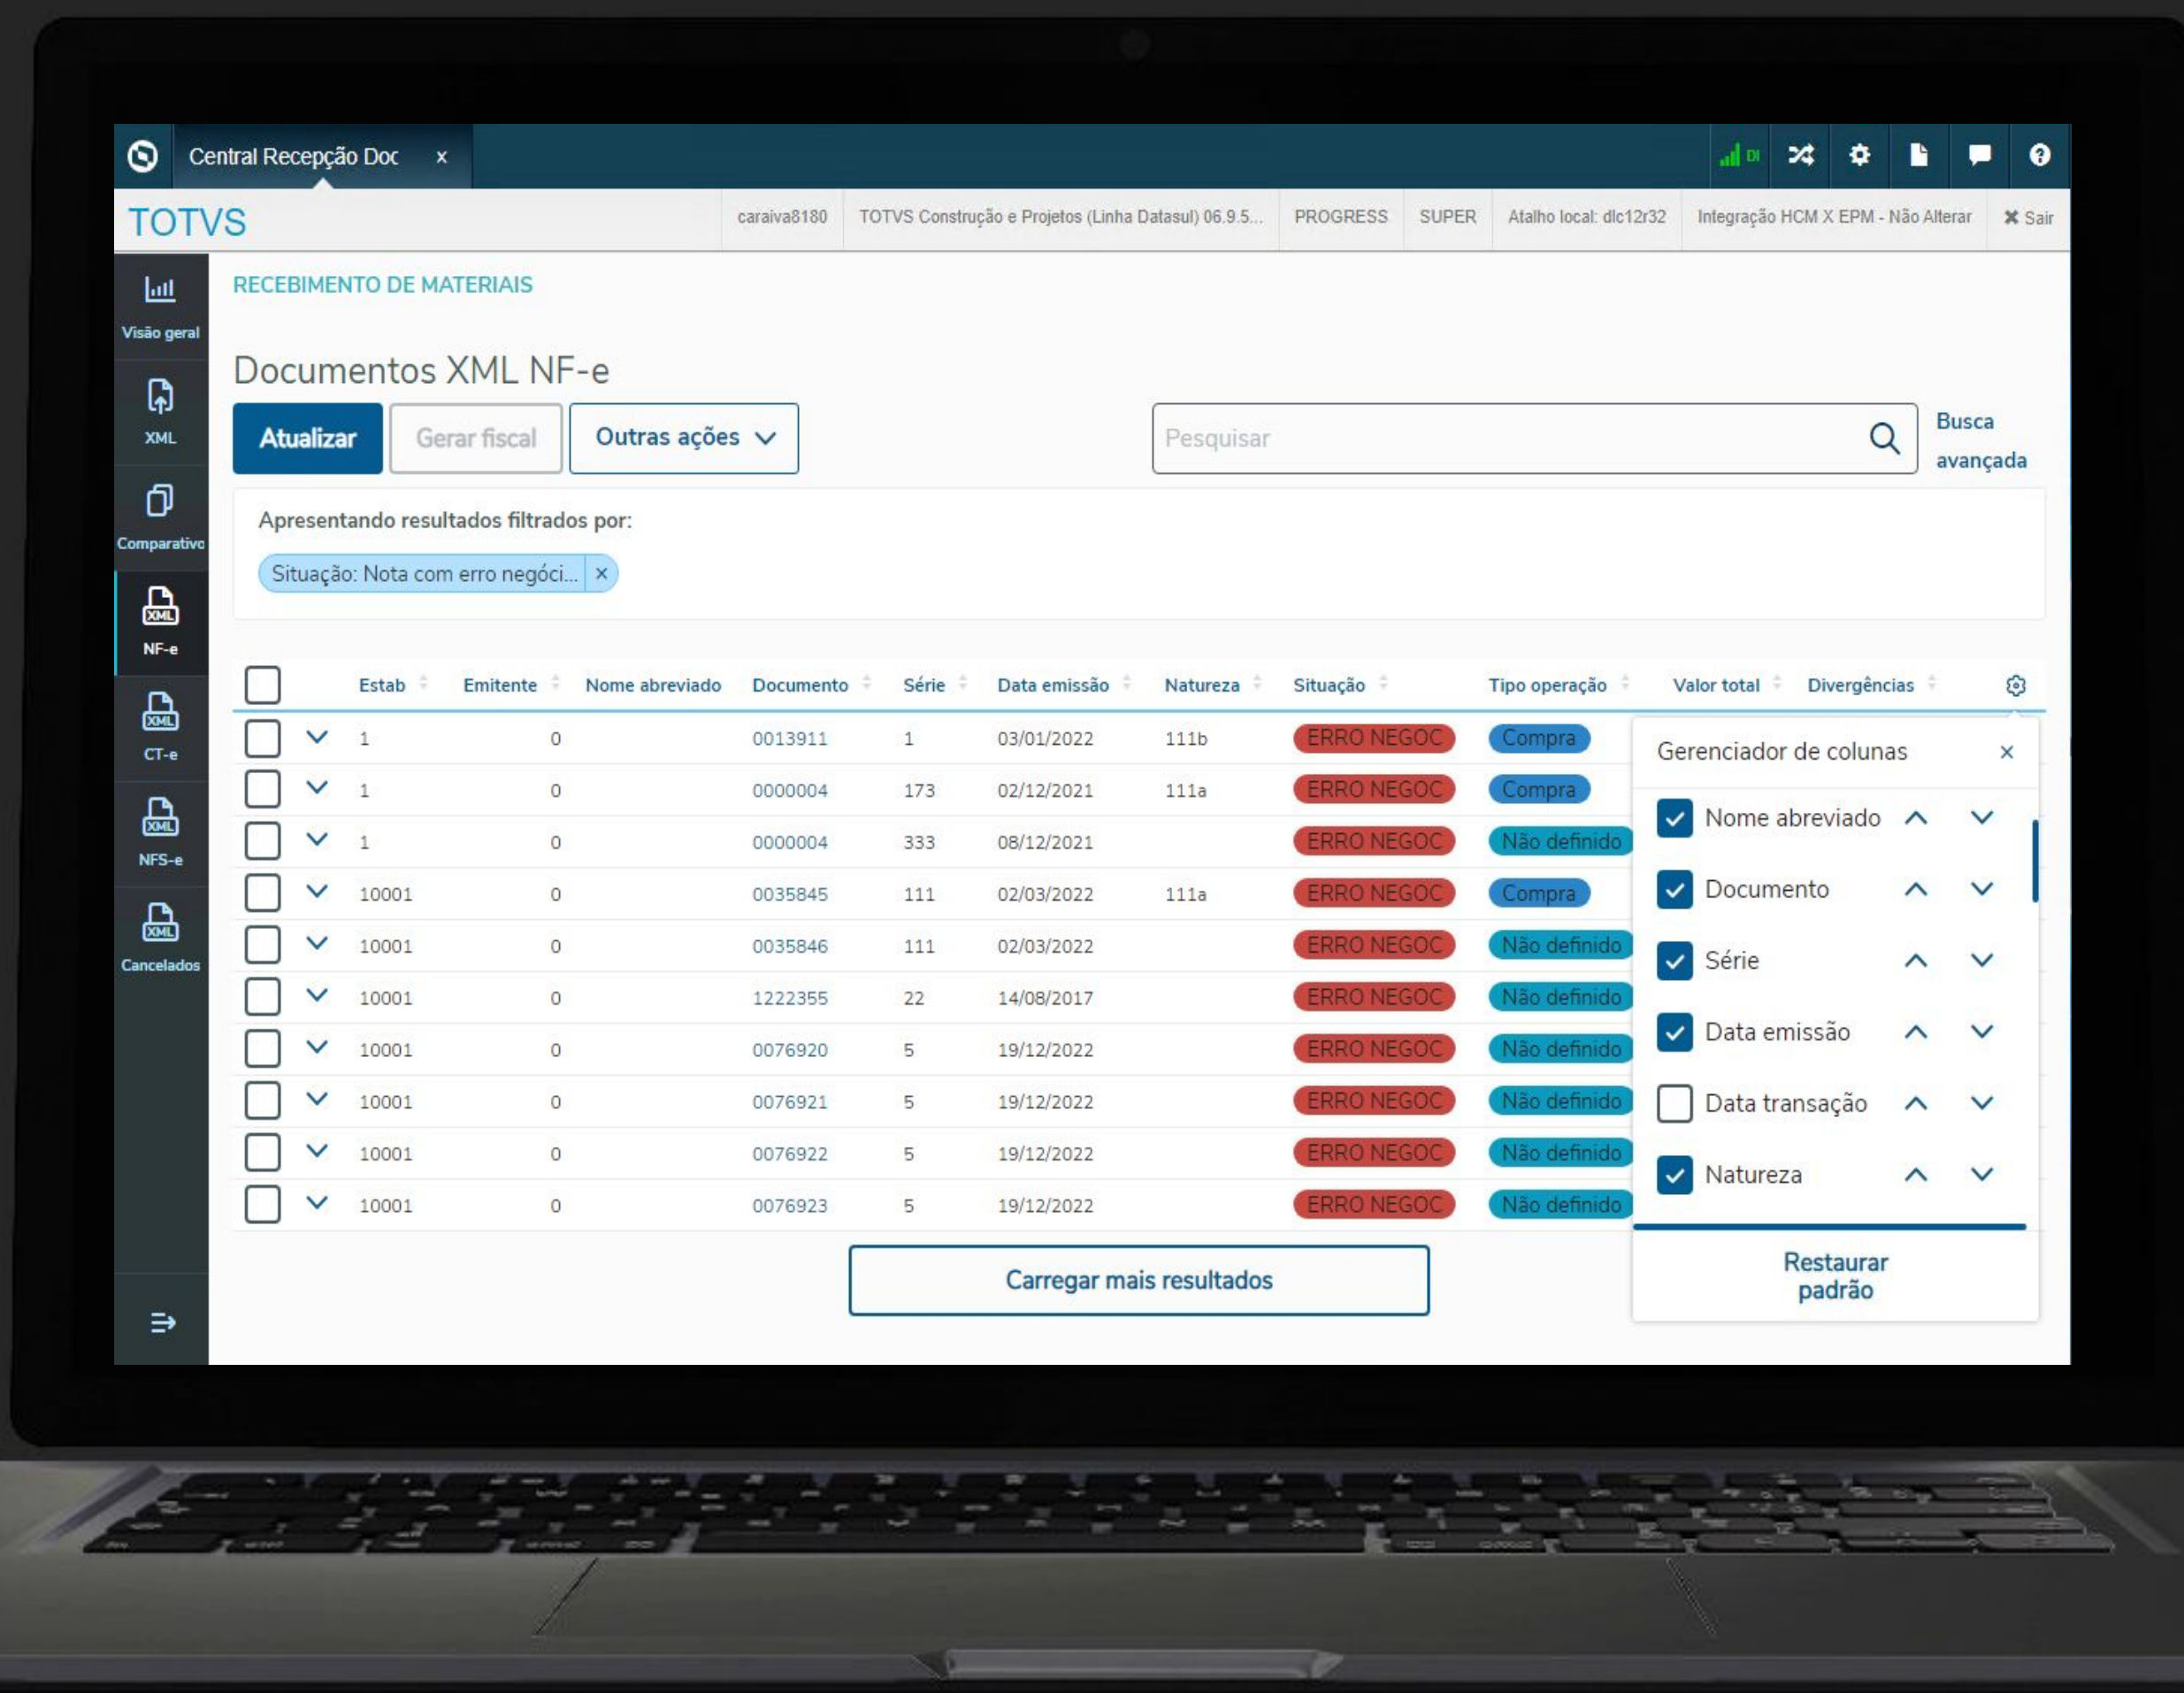 Central Recepção Doc x
DI
TOTVS
caraiva8180 TOTVS Construção e Projetos (Linha Datasul) 06.9.5... PROGRESS SUPER Atalho local: dlc12r32 Integração HCM X EPM - Não Alterar Sair
Visão geral
XML
Comparativo
XML
NF-e
XML
CT-e
XML
NFS-e
XML
Cancelados
RECEBIMENTO DE MATERIAIS
Documentos XML NF-e
Atualizar Gerar fiscal Outras ações
Pesquisar
Busca avançada
Apresentando resultados filtrados por:
Situação: Nota com erro negóci... x
Estab Emitente Nome abreviado Documento Série Data emissão Natureza Situação Tipo operação Valor total Divergências
1 0 0013911 1 03/01/2022 111b ERRO NEGOC Compra
1 0 0000004 173 02/12/2021 111a ERRO NEGOC Compra
1 0 0000004 333 08/12/2021 ERRO NEGOC Não definido
10001 0 0035845 111 02/03/2022 111a ERRO NEGOC Compra
10001 0 0035846 111 02/03/2022 ERRO NEGOC Não definido
10001 0 1222355 22 14/08/2017 ERRO NEGOC Não definido
10001 0 0076920 5 19/12/2022 ERRO NEGOC Não definido
10001 0 0076921 5 19/12/2022 ERRO NEGOC Não definido
10001 0 0076922 5 19/12/2022 ERRO NEGOC Não definido
10001 0 0076923 5 19/12/2022 ERRO NEGOC Não definido
Carregar mais resultados
Gerenciador de colunas x
Nome abreviado
Documento
Série
Data emissão
Data transação
Natureza
Restaurar
padrão